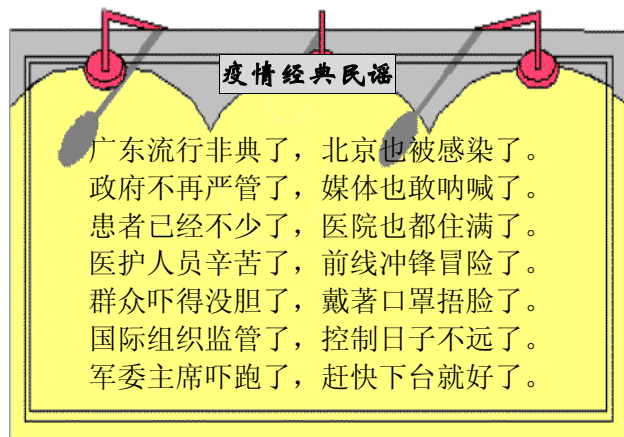 疫情经典民谣
广东流行非典了，北京也被感染了。
政府不再严管了，媒体也敢呐喊了。
患者已经不少了，医院也都住满了。
医护人员辛苦了，前线冲锋冒险了。
群众吓得没胆了，戴著口罩捂脸了。
国际组织监管了，控制日子不远了。
军委主席吓跑了，赶快下台就好了。